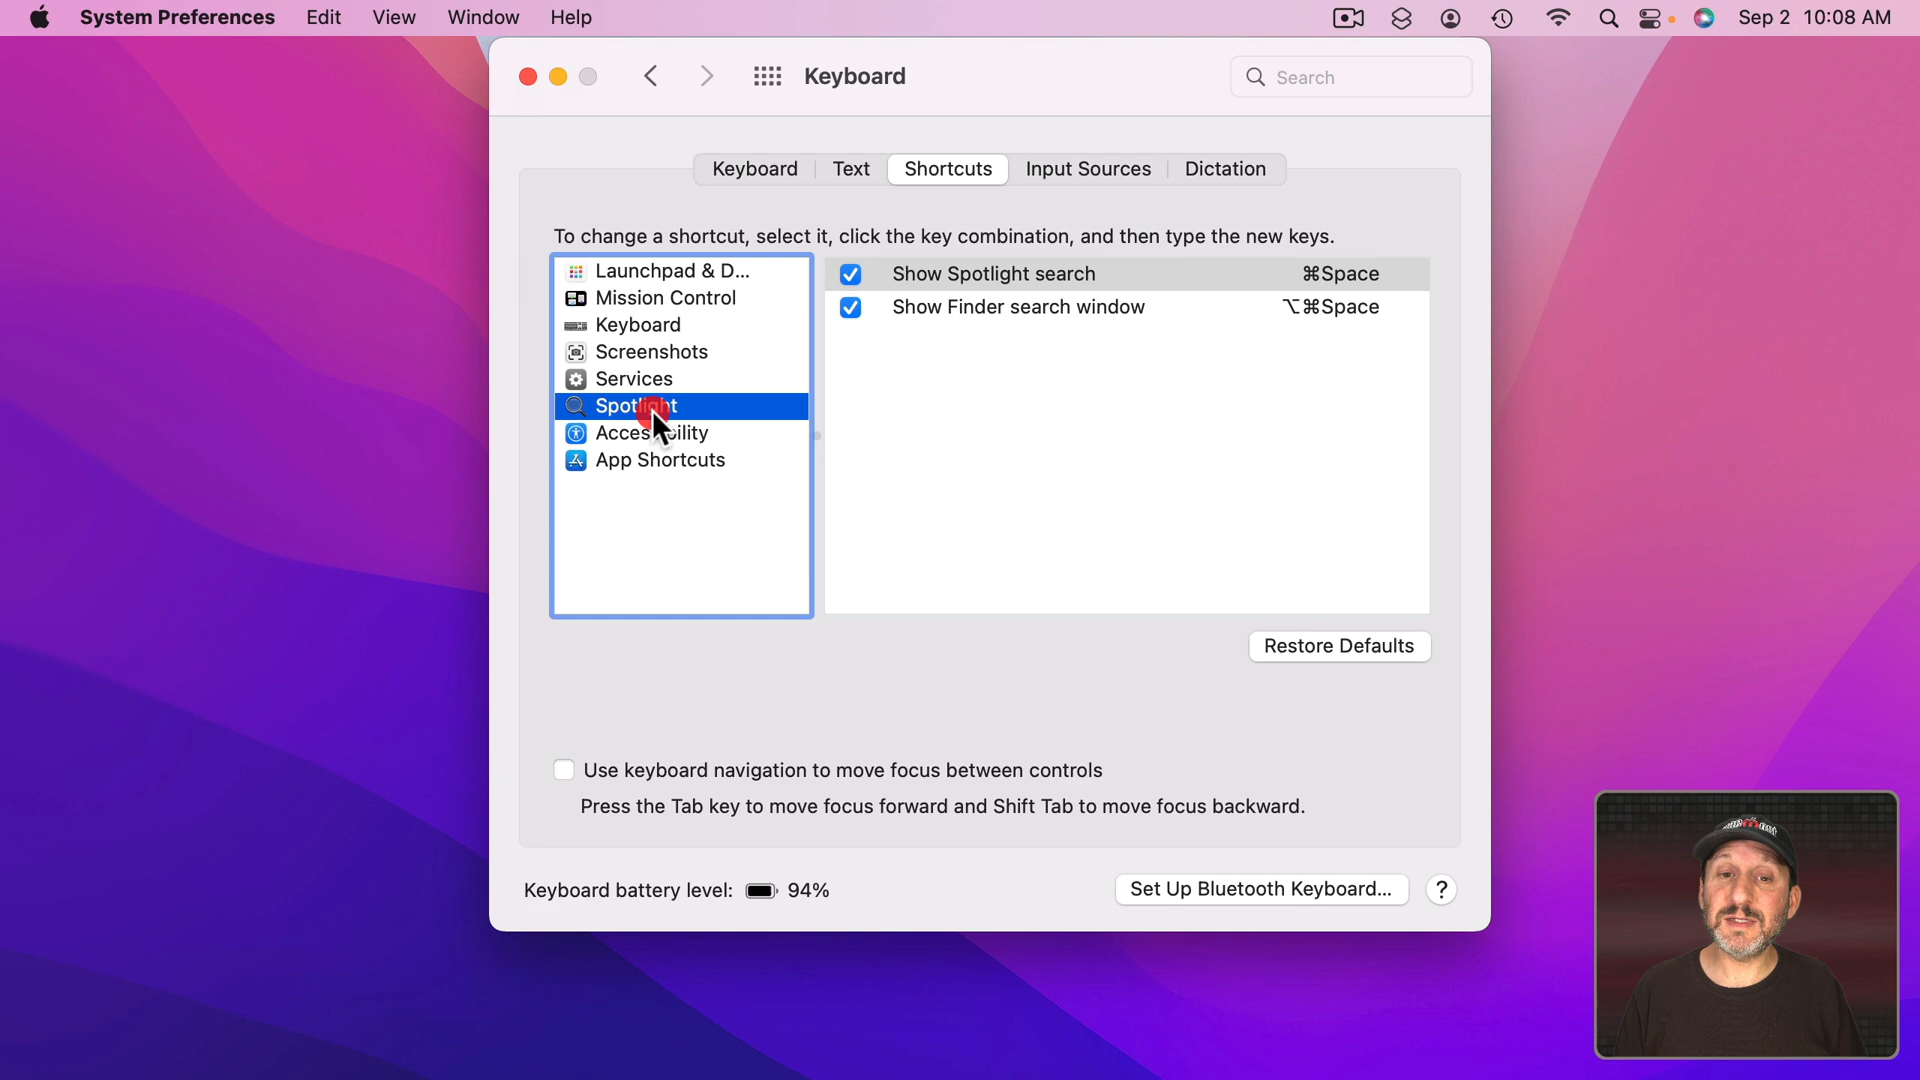 System Preferences Edit View Window Help Sep 2 10:08 AM
Keyboard Search
Keyboard Text Shortcuts Input Sources Dictation
To change a shortcut, select it, click the key combination, and then type the new keys.
Launchpad & D...
Mission Control
Keyboard
Screenshots
Services
Spotlight
Accessibility
App Shortcuts
Show Spotlight search ⌘Space
Show Finder search window ⌥⌘Space
Restore Defaults
Use keyboard navigation to move focus between controls
Press the Tab key to move focus forward and Shift Tab to move focus backward.
Keyboard battery level: 94% Set Up Bluetooth Keyboard... ?